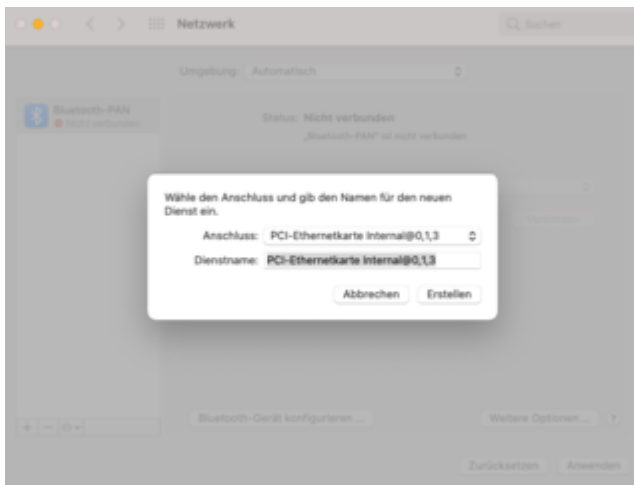 Netzwerk
Suchen
Umgebung: Automatisch
Bluetooth-PAN
Nicht verbunden
Status: Nicht verbunden
„Bluetooth-PAN“ ist nicht verbunden
Wähle den Anschluss und gib den Namen für den neuen
Dienst ein.
Anschluss: PCI-Ethernetkarte Internal@0,1,3
Dienstname: PCI-Ethernetkarte Internal@0,1,3
Abbrechen Erstellen
Bluetooth-Gerät konfigurieren ... Weitere Optionen ... ?
Zurücksetzen Anwenden